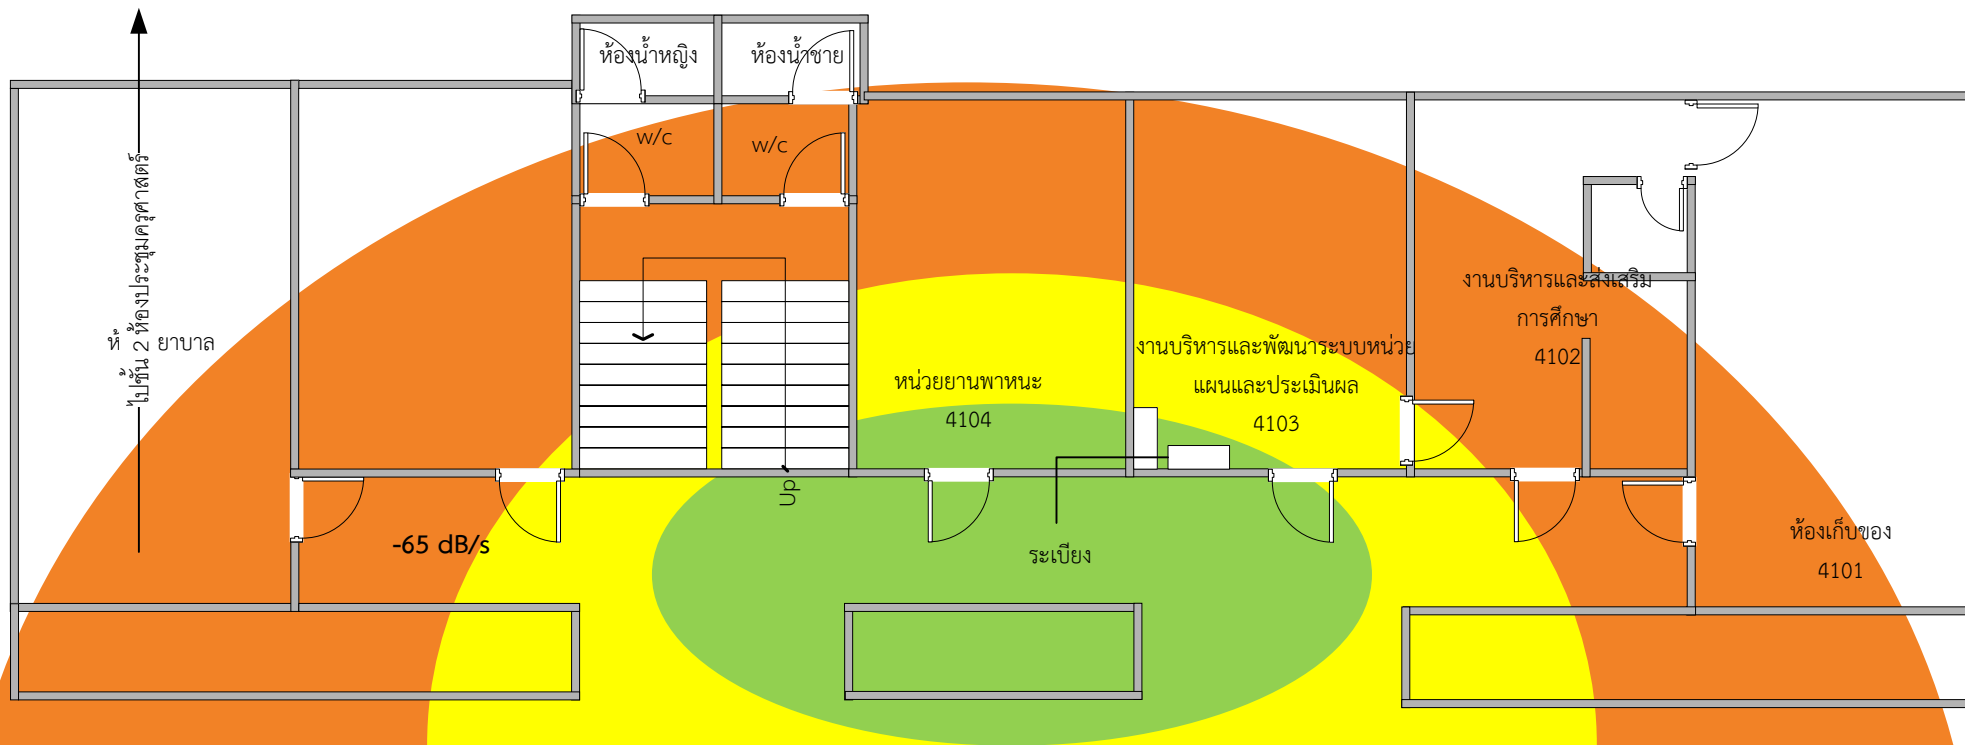 ห้องน้ำหญิง
ห้องน้ำชาย
w/c
w/c
ไปชั้น 2 ห้องประชุมครุศาสตร์
ยาบาล
งานบริหารและส่งเสริม
การศึกษา
4102
งานบริหารและพัฒนาระบบหน่วย
แผนและประเมินผล
4103
หน่วยยานพาหนะ
4104
Up
-65 dB/s
ระเบียง
ห้องเก็บของ
4101